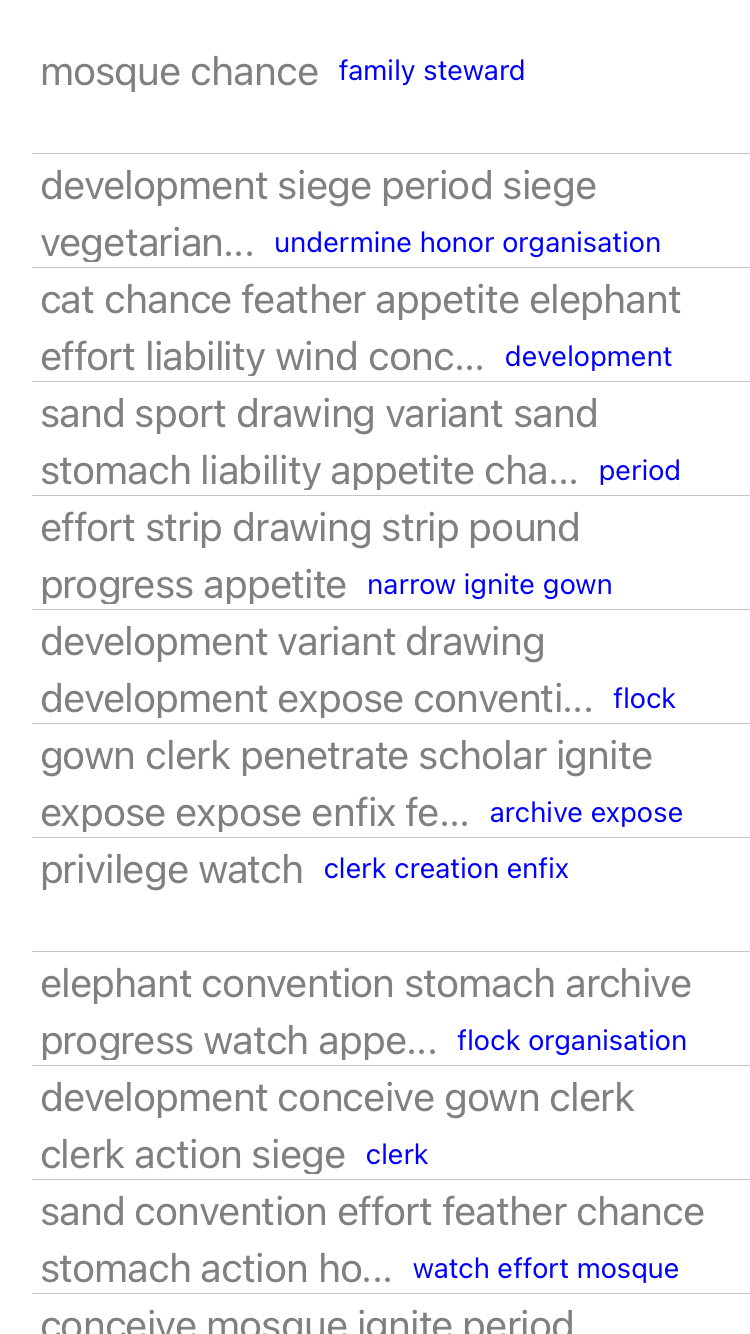 mosque chance family steward
development siege period siege
vegetarian... undermine honor organisation
cat chance feather appetite elephant
effort liability wind conc... development
sand sport drawing variant sand
stomach liability appetite cha... period
effort strip drawing strip pound
progress appetite narrow ignite gown
development variant drawing
development expose conventi... flock
gown clerk penetrate scholar ignite
expose expose enfix fe... archive expose
privilege watch clerk creation enfix
elephant convention stomach archive
progress watch appe... flock organisation
development conceive gown clerk
clerk action siege clerk
sand convention effort feather chance
stomach action ho... watch effort mosque
conceive mosque ignite period